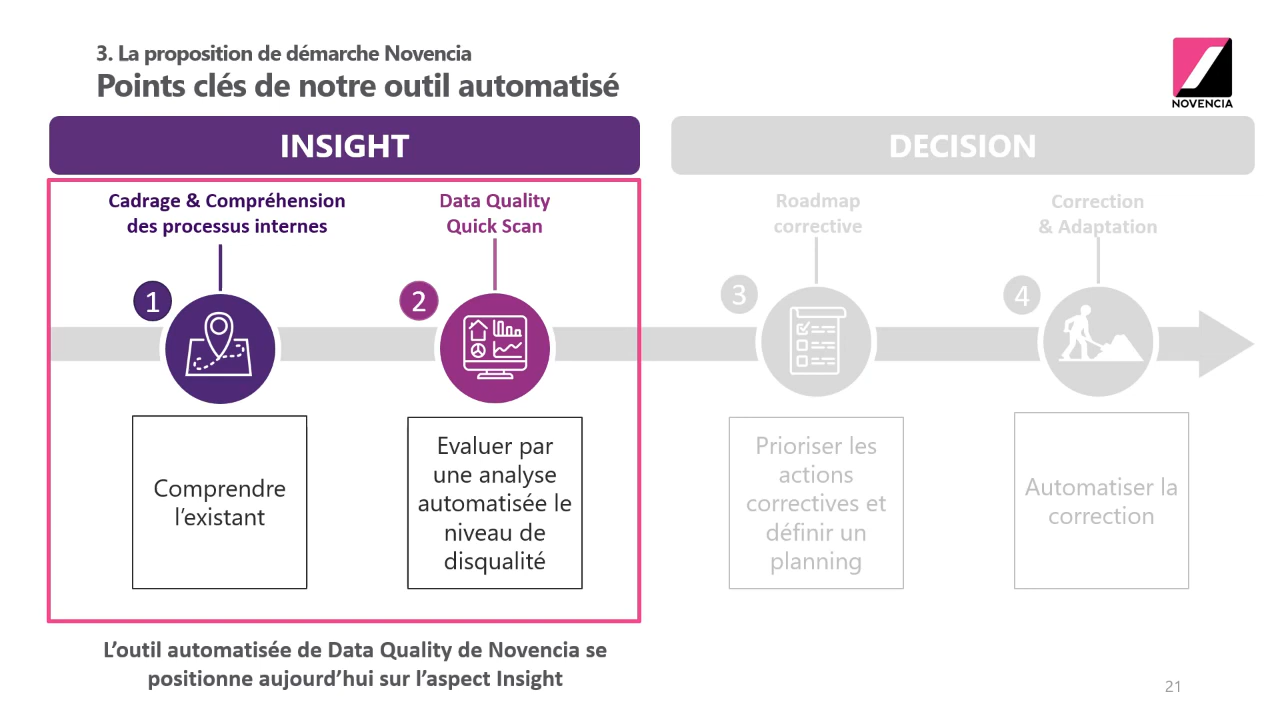 3. La proposition de démarche Novencia
Points clés de notre outil automatisé
NOVENCIA
INSIGHT
DECISION
Cadrage & Compréhension
des processus internes
Data Quality
Quick Scan
Roadmap
corrective
Correction
& Adaptation
1
2
3
4
Comprendre
l’existant
Evaluer par
une analyse
automatisée le
niveau de
disqualité
Prioriser les
actions
correctives et
définir un
planning
Automatiser la
correction
L’outil automatisée de Data Quality de Novencia se
positionne aujourd’hui sur l’aspect Insight
21